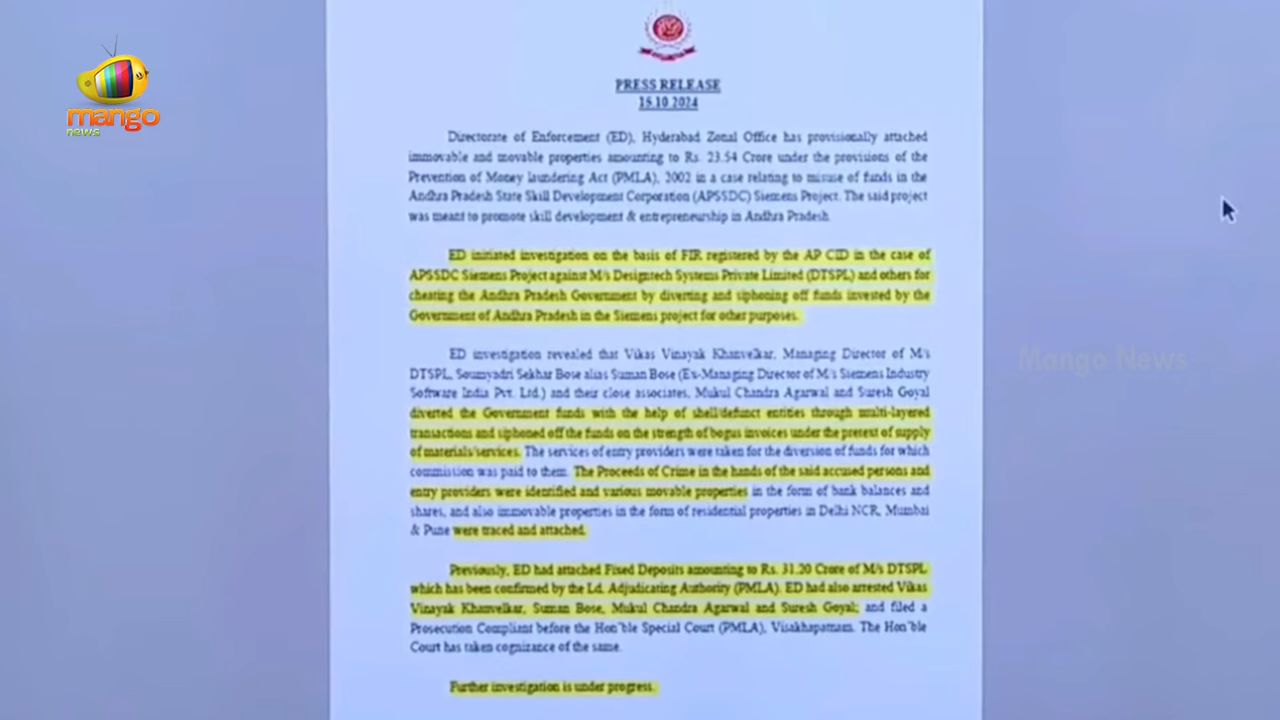 mango
news
PRESS RELEASE
15.10.2024
Directorate of Enforcement (ED), Hyderabad Zonal Office has provisionally attached
immovable and movable properties amounting to Rs. 23.54 Crore under the provisions of the
Prevention of Money laundering Act (PMLA), 2002 in a case relating to misuse of funds in the
Andhra Pradesh State Skill Development Corporation (APSSDC) Siemens Project. The said project
was meant to promote skill development & entrepreneurship in Andhra Pradesh.
ED initiated investigation on the basis of FIR registered by the AP CID in the case of
APSSDC Siemens Project against M/s Designtech Systems Private Limited (DTSPL) and others for
cheating the Andhra Pradesh Government by diverting and siphoning off funds invested by the
Government of Andhra Pradesh in the Siemens project for other purposes.
ED investigation revealed that Vikas Vinayak Khanvelkar, Managing Director of M/s
DTSPL, Soumyadri Sekhar Bose alias Suman Bose (Ex-Managing Director of M/s Siemens Industry
Software India Pvt. Ltd.) and their close associates, Mukul Chandra Agarwal and Suresh Goyal
diverted the Government funds with the help of shell/defunct entities through multi-layered
transactions and siphoned off the funds on the strength of bogus invoices under the pretext of supply
of materials/services. The services of entry providers were taken for the diversion of funds for which
commission was paid to them. The Proceeds of Crime in the hands of the said accused persons and
entry providers were identified and various movable properties in the form of bank balances and
shares, and also immovable properties in the form of residential properties in Delhi NCR, Mumbai
& Pune were traced and attached.
Previously, ED had attached Fixed Deposits amounting to Rs. 31.20 Crore of M/s DTSPL
which has been confirmed by the Ld. Adjudicating Authority (PMLA). ED had also arrested Vikas
Vinayak Khanvelkar, Suman Bose, Mukul Chandra Agarwal and Suresh Goyal; and filed a
Prosecution Compliant before the Hon'ble Special Court (PMLA), Visakhapatnam. The Hon'ble
Court has taken cognizance of the same.
Further investigation is under progress.
Mango News